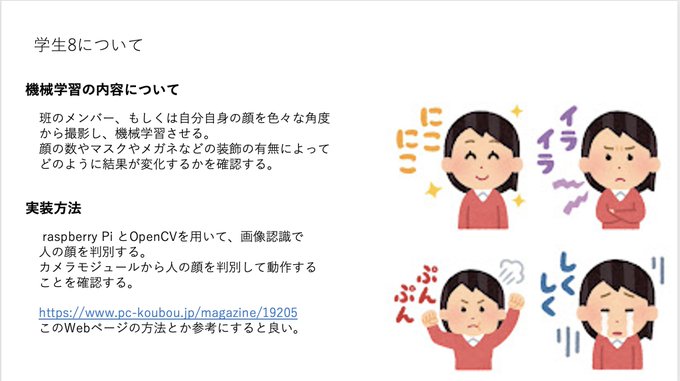 学生8について
機械学習の内容について
班のメンバー、もしくは自分自身の顔を色々な角度
から撮影し、機械学習させる。
顔の数やマスクやメガネなどの装飾の有無によって
どのように結果が変化するかを確認する。
実装方法
raspberry Pi とOpenCVを用いて、画像認識で
人の顔を判別する。
カメラモジュールから人の顔を判別して動作する
ことを確認する。
https://www.pc-koubou.jp/magazine/19205
このWebページの方法とか参考にすると良い。
にこ
にこ
イラ
イラ
ぷん
ぷん
しく
しく